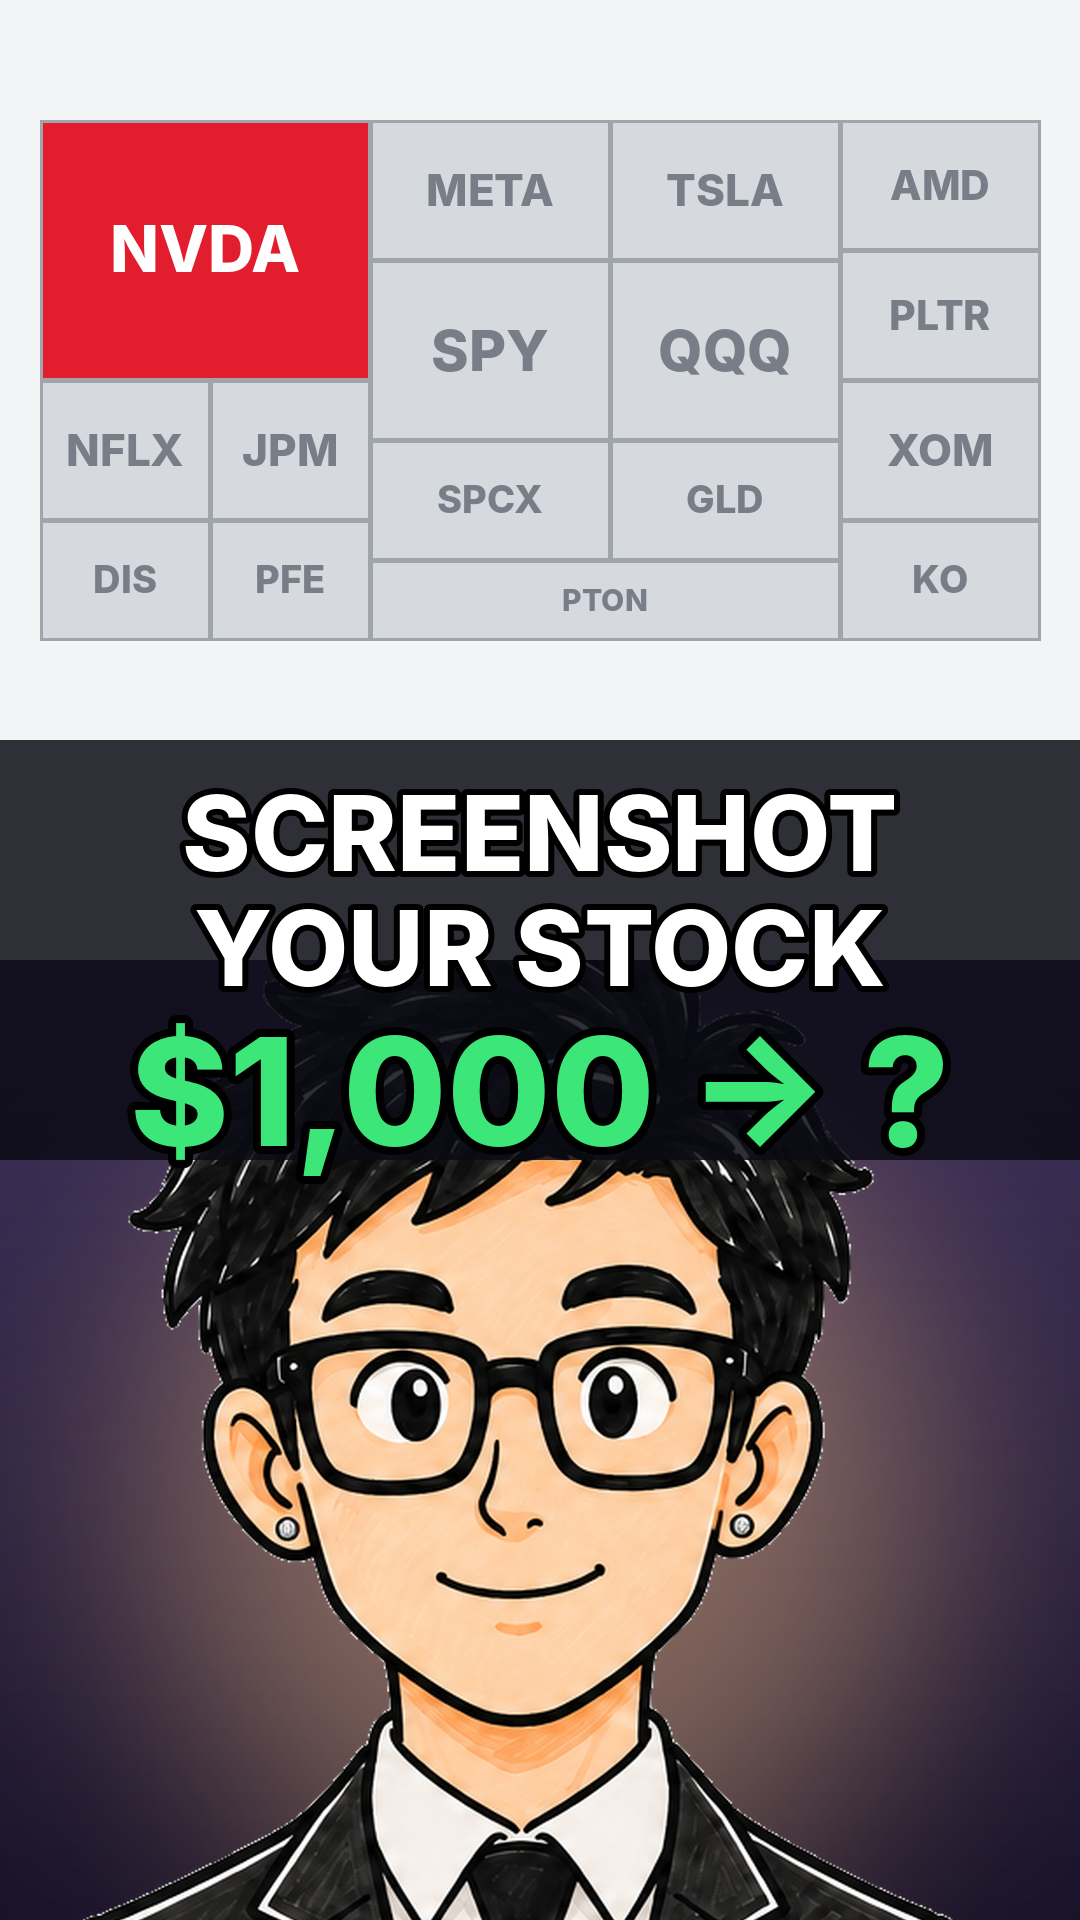 NVDA
META
TSLA
AMD
PLTR
SPY
QQQ
NFLX
JPM
XOM
SPCX
GLD
DIS
PFE
PTON
KO
SCREENSHOT
YOUR STOCK
$1,000 → ?